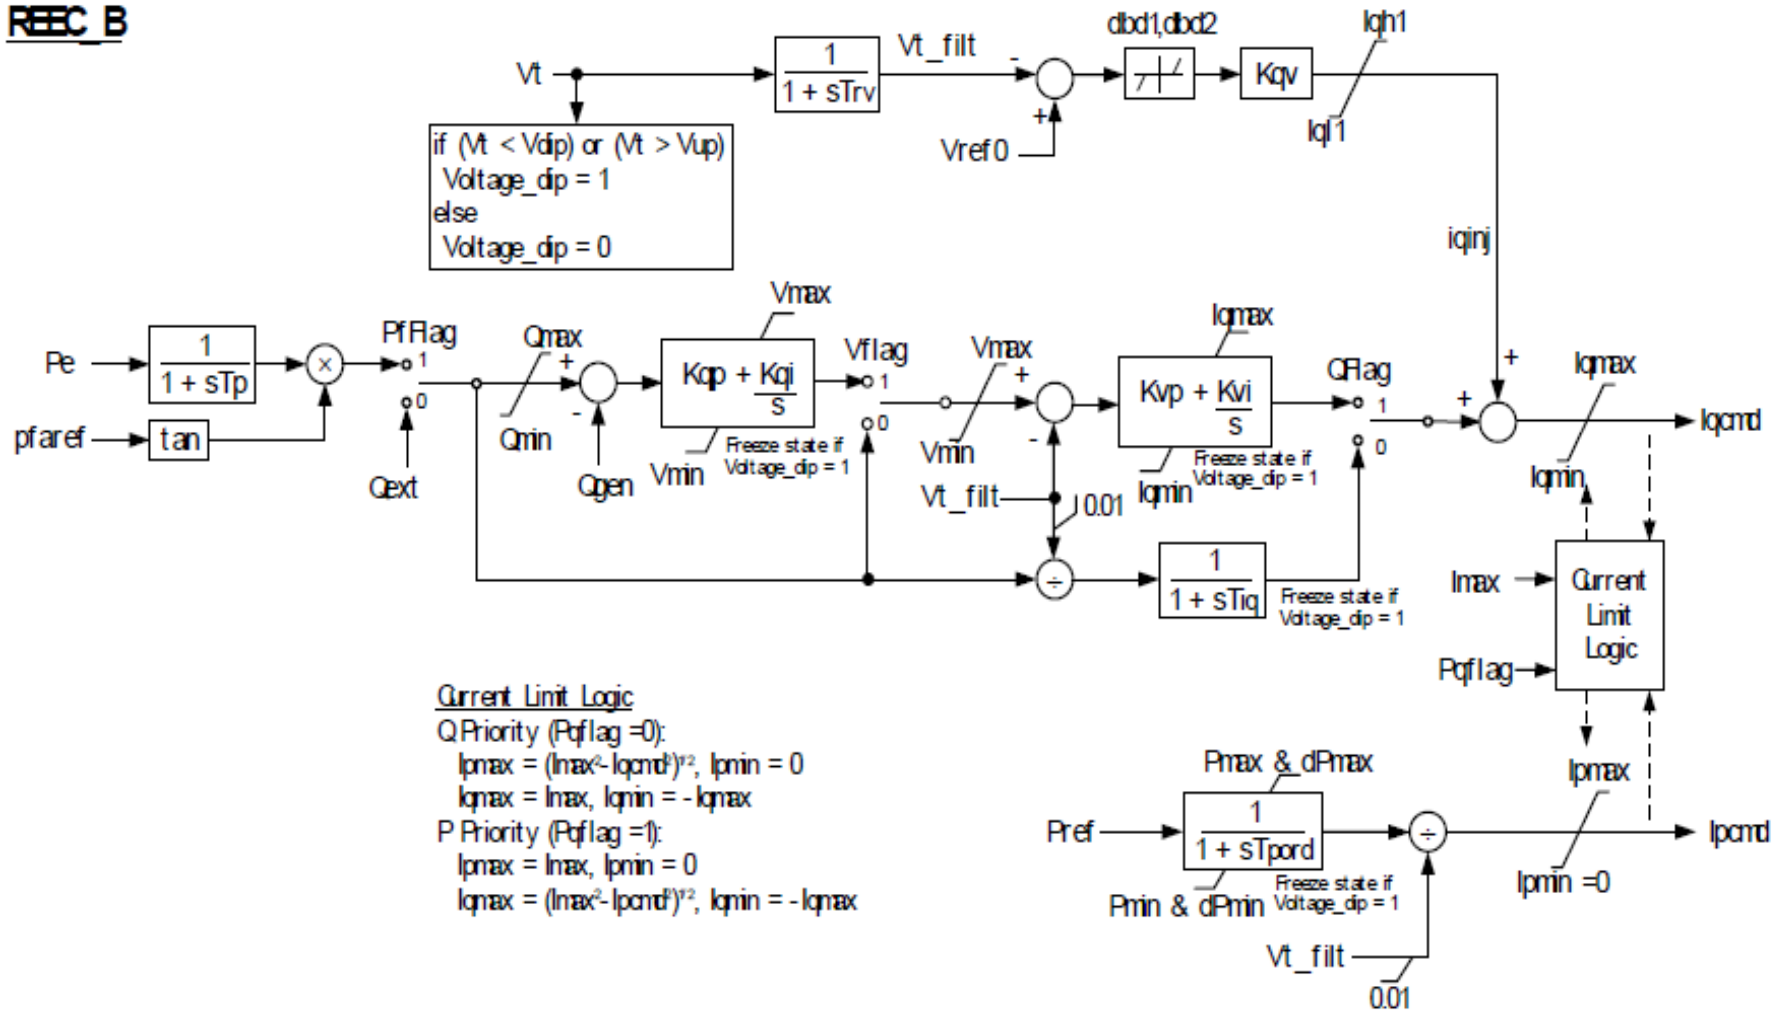 REEC_B
dbd1,dbd2
Iqh1
Vt
1
1 + sTrv
Vt_filt
-
+
Vref0
Kqv
Iql1
if (Vt < Vdip) or (Vt > Vup)
Voltage_dip = 1
else
Voltage_dip = 0
iqinj
Pe
1
1 + sTp
×
PfFlag
1
0
Qext
pfaref
tan
Qmax
Qmin
+
-
Qgen
Vmax
Kqp + Kqi
s
Vmin
Freeze state if
Voltage_dip = 1
Vflag
1
0
Vmax
Vmin
+
-
Vt_filt
0.01
Iqmax
Kvp + Kvi
s
Iqmin
Freeze state if
Voltage_dip = 1
QFlag
1
0
+
+
Iqmax
Iqmin
Iqcmd
÷
1
1 + sTiq
Freeze state if
Voltage_dip = 1
Imax
Pqflag
Current
Limit
Logic
Current Limit Logic
Q Priority (Pqflag =0):
Ipmax = (Imax²-Iqcmd²)¹ᐟ², Ipmin = 0
Iqmax = Imax, Iqmin = -Iqmax
P Priority (Pqflag =1):
Ipmax = Imax, Ipmin = 0
Iqmax = (Imax²-Ipcmd²)¹ᐟ², Iqmin = -Iqmax
Pmax & dPmax
Pref
1
1 + sTpord
Pmin & dPmin
Freeze state if
Voltage_dip = 1
÷
Ipmax
Ipmin =0
Ipcmd
Vt_filt
0.01